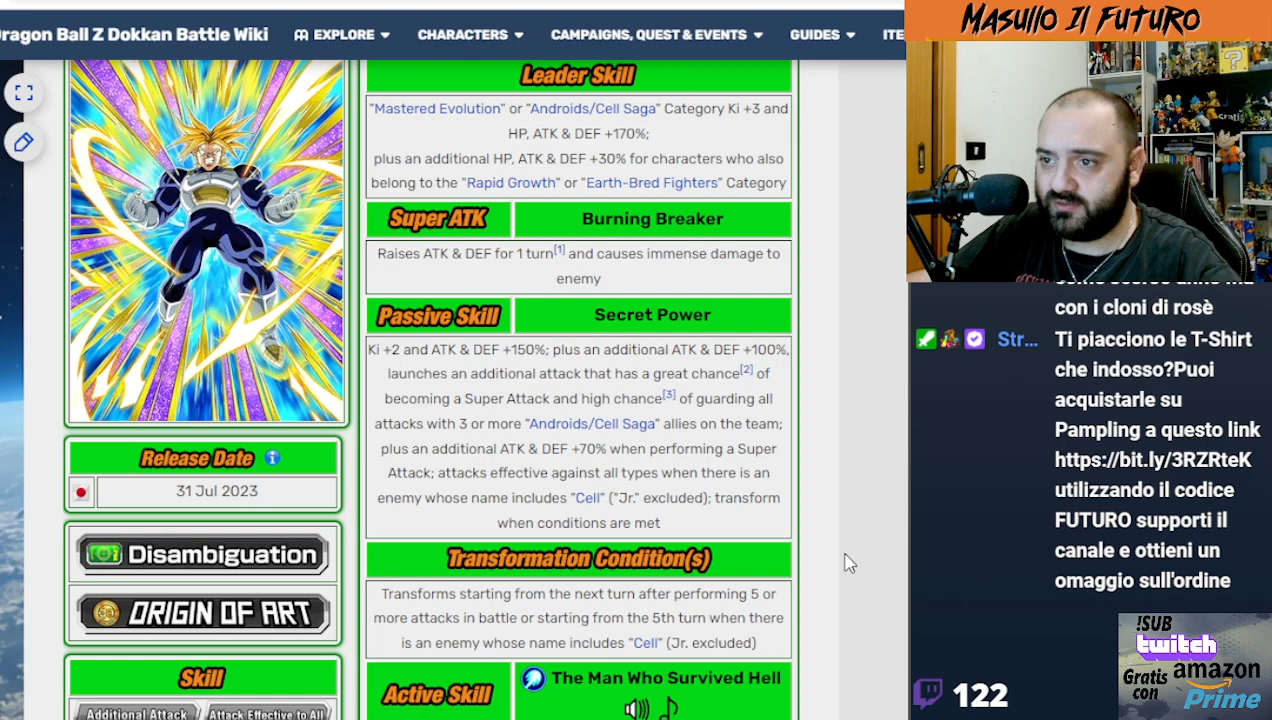 Dragon Ball Z Dokkan Battle Wiki
EXPLORE
CHARACTERS
CAMPAIGNS, QUEST & EVENTS
GUIDES
ITE
Leader Skill
"Mastered Evolution" or "Androids/Cell Saga" Category Ki +3 and
HP, ATK & DEF +170%;
plus an additional HP, ATK & DEF +30% for characters who also
belong to the "Rapid Growth" or "Earth-Bred Fighters" Category
Super ATK
Burning Breaker
Raises ATK & DEF for 1 turn[1] and causes immense damage to
enemy
Passive Skill
Secret Power
Ki +2 and ATK & DEF +150%; plus an additional ATK & DEF +100%,
launches an additional attack that has a great chance[2] of
becoming a Super Attack and high chance[3] of guarding all
attacks with 3 or more "Androids/Cell Saga" allies on the team;
plus an additional ATK & DEF +70% when performing a Super
Attack; attacks effective against all types when there is an
enemy whose name includes "Cell" ("Jr." excluded); transform
when conditions are met
Transformation Condition(s)
Transforms starting from the next turn after performing 5 or
more attacks in battle or starting from the 5th turn when there
is an enemy whose name includes "Cell" (Jr. excluded)
Active Skill
The Man Who Survived Hell
Release Date
31 Jul 2023
Disambiguation
ORIGIN OF ART
Skill
Additional Attack
Attack Effective to All
MASULLO IL FUTURO
con i cloni di rosè
Str... Ti piacciono le T-Shirt
che indosso?Puoi
acquistarle su
Pampling a questo link
https://bit.ly/3RZRteK
utilizzando il codice
FUTURO supporti il
canale e ottieni un
omaggio sull'ordine
122
!SUB
twitch
Gratis
con
amazon
Prime